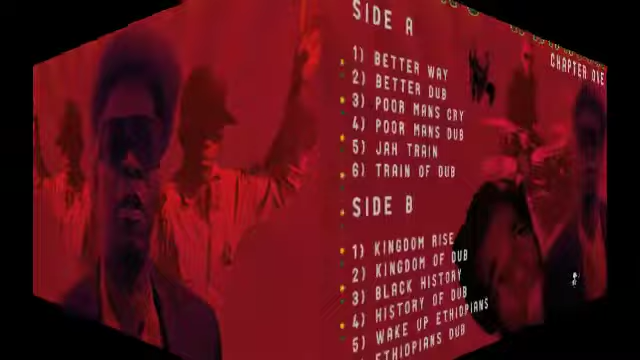 SIDE A
CHAPTER ONE
1) BETTER WAY
2) BETTER DUB
3) POOR MANS CRY
4) POOR MANS DUB
5) JAH TRAIN
6) TRAIN OF DUB
SIDE B
1) KINGDOM RISE
2) KINGDOM OF DUB
3) BLACK HISTORY
4) HISTORY OF DUB
5) WAKE UP ETHIOPIANS
ETHIOPIANS DUB